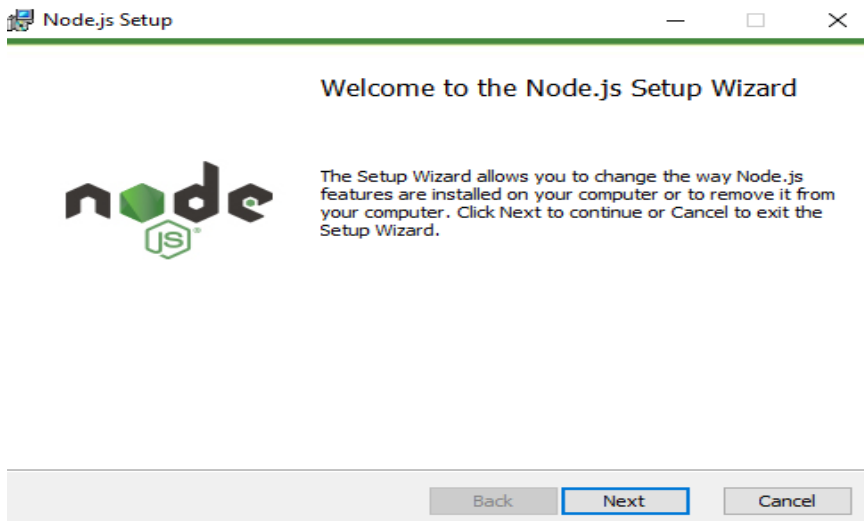 Node.js Setup
Welcome to the Node.js Setup Wizard
The Setup Wizard allows you to change the way Node.js
features are installed on your computer or to remove it from
your computer. Click Next to continue or Cancel to exit the
Setup Wizard.
node
JS®
Back Next Cancel